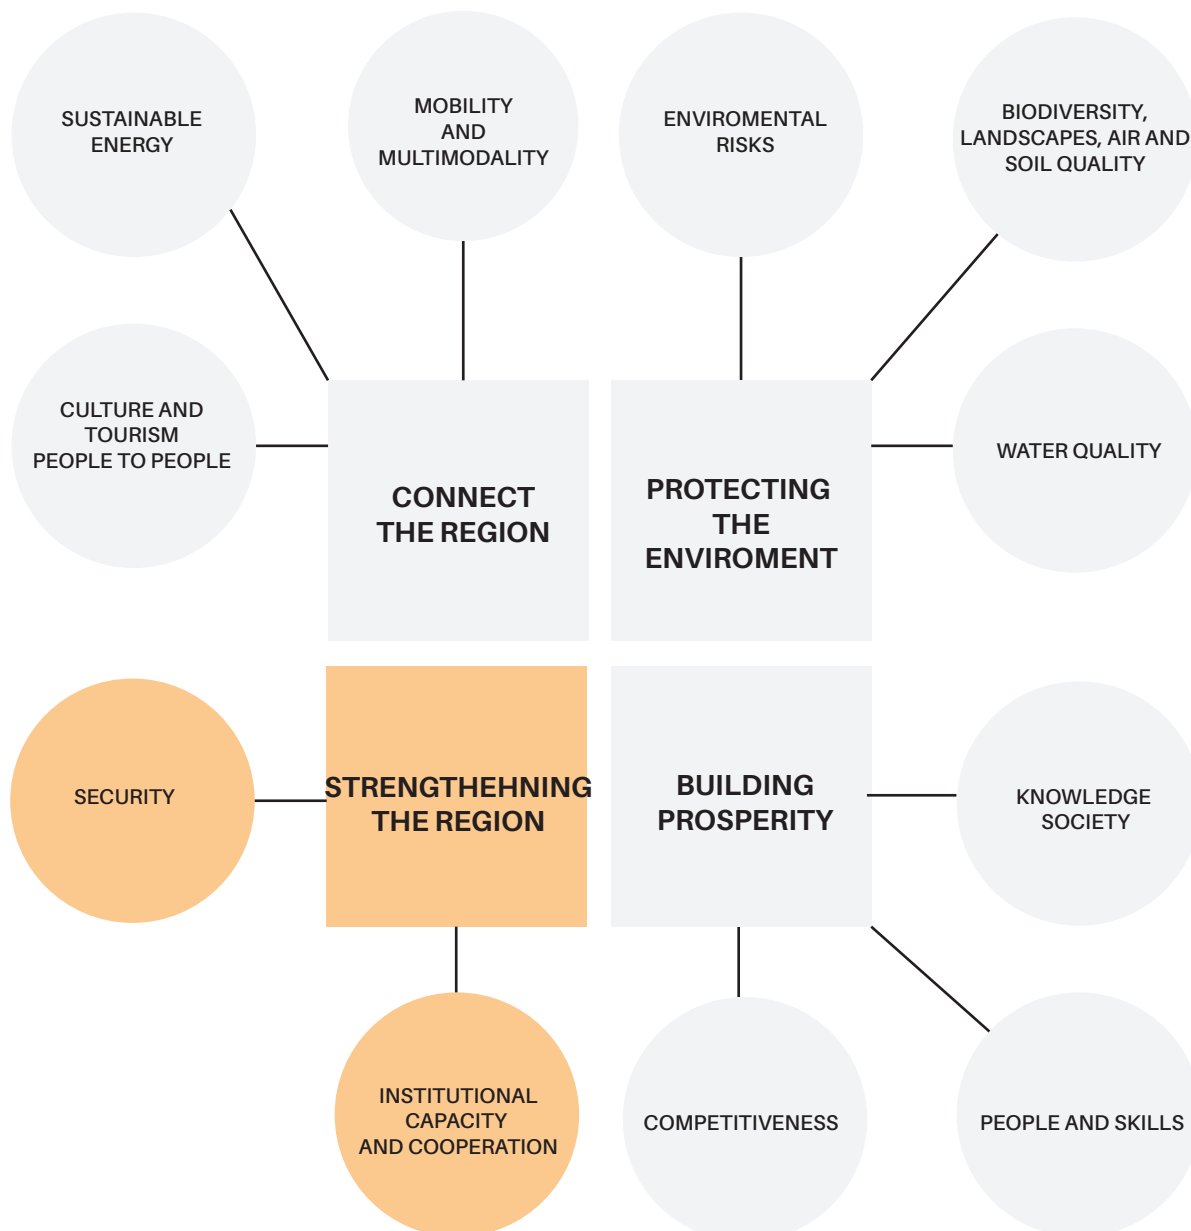 SUSTAINABLE
ENERGY
MOBILITY
AND
MULTIMODALITY
ENVIROMENTAL
RISKS
BIODIVERSITY,
LANDSCAPES, AIR AND
SOIL QUALITY
CULTURE AND
TOURISM
PEOPLE TO PEOPLE
CONNECT
THE REGION
PROTECTING
THE
ENVIROMENT
WATER QUALITY
SECURITY
STRENGTHEHNING
THE REGION
BUILDING
PROSPERITY
KNOWLEDGE
SOCIETY
INSTITUTIONAL
CAPACITY
AND COOPERATION
COMPETITIVENESS
PEOPLE AND SKILLS